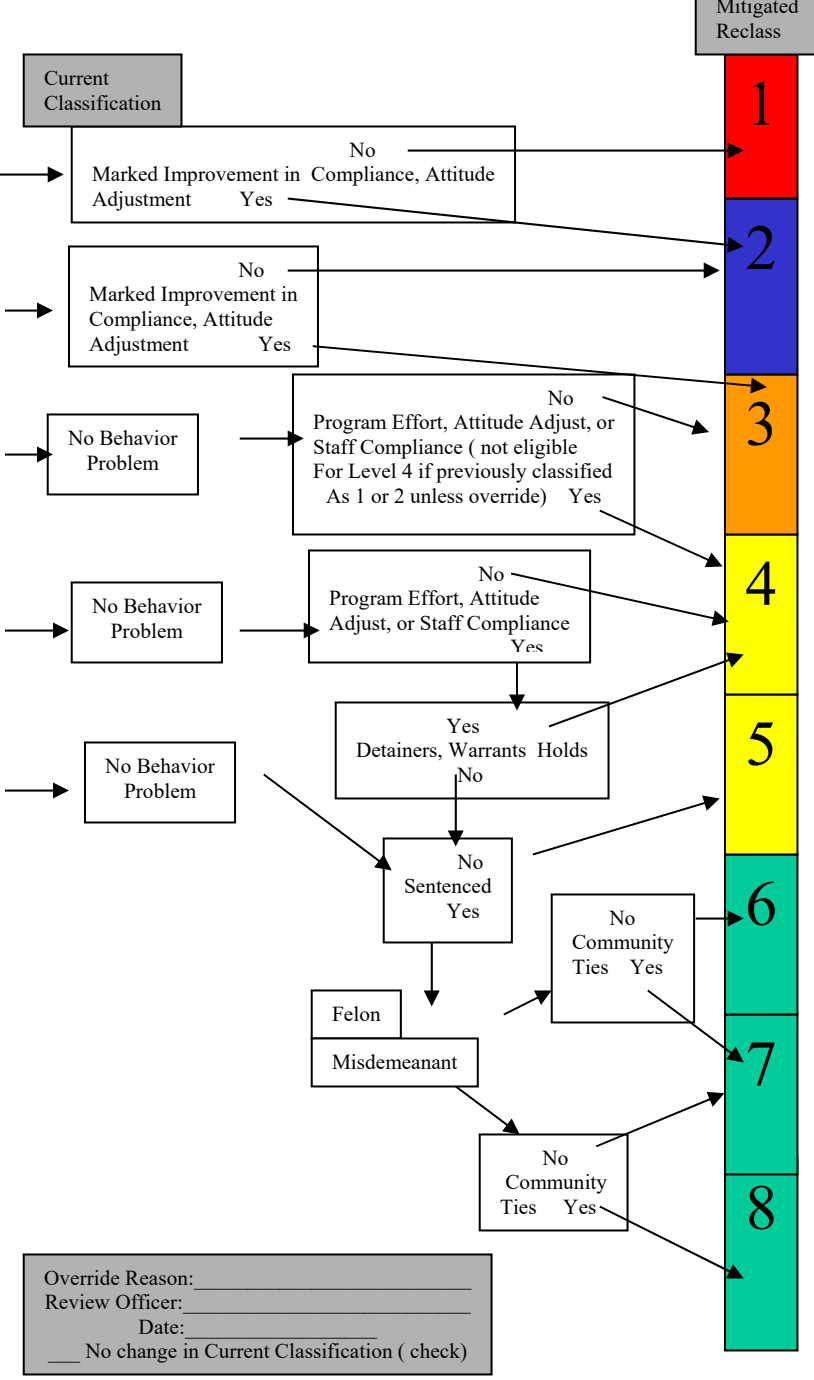 Mitigated
Reclass
Current
Classification
1
No
Marked Improvement in Compliance, Attitude
Adjustment Yes
2
No
Marked Improvement in
Compliance, Attitude
Adjustment Yes
3
No
Program Effort, Attitude Adjust, or
Staff Compliance ( not eligible
For Level 4 if previously classified
As 1 or 2 unless override) Yes
No Behavior
Problem
4
No
Program Effort, Attitude
Adjust, or Staff Compliance
Yes
No Behavior
Problem
5
Yes
Detainers, Warrants Holds
No
No Behavior
Problem
No
Sentenced
Yes
6
No
Community
Ties Yes
Felon
Misdemeanant
7
No
Community
Ties Yes
8
Override Reason:__________________________
Review Officer:___________________________
Date:__________________
___ No change in Current Classification ( check)